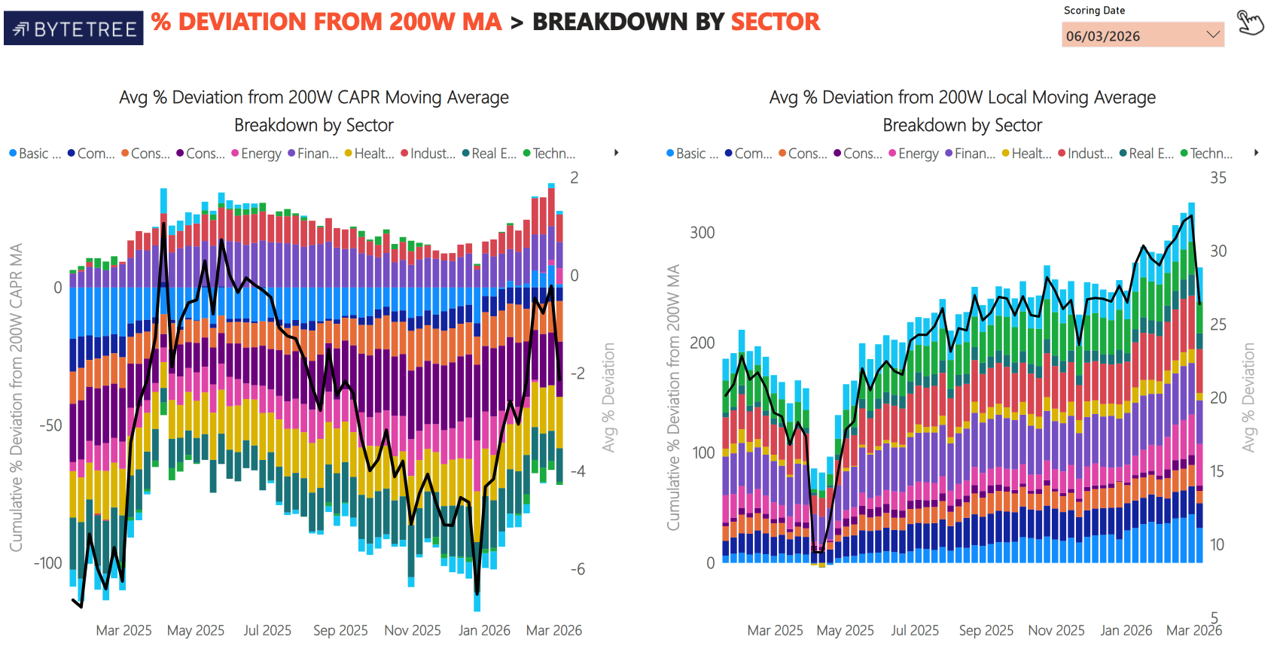 BYTETREE
% DEVIATION FROM 200W MA > BREAKDOWN BY SECTOR
Scoring Date
06/03/2026
Avg % Deviation from 200W CAPR Moving Average
Breakdown by Sector
Basic ... Com... Cons... Cons... Energy Finan... Healt... Indust... Real E... Techn...
Cumulative % Deviation from 200W CAPR MA
0
-50
-100
2
0
-2
-4
-6
Avg % Deviation
Mar 2025 May 2025 Jul 2025 Sep 2025 Nov 2025 Jan 2026 Mar 2026
Avg % Deviation from 200W Local Moving Average
Breakdown by Sector
Basic ... Com... Cons... Cons... Energy Finan... Healt... Indust... Real E... Techn...
Cumulative % Deviation from 200W MA
300
200
100
0
35
30
25
20
15
10
5
Avg % Deviation
Mar 2025 May 2025 Jul 2025 Sep 2025 Nov 2025 Jan 2026 Mar 2026